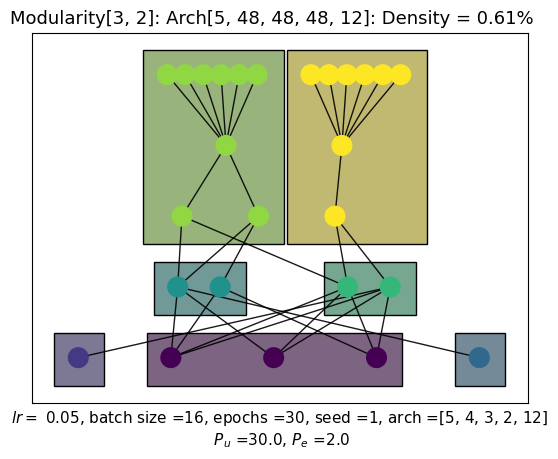 Modularity[3, 2]: Arch[5, 48, 48, 48, 12]: Density = 0.61%
lr = 0.05, batch size =16, epochs =30, seed =1, arch =[5, 4, 3, 2, 12]
P_u =30.0, P_e =2.0